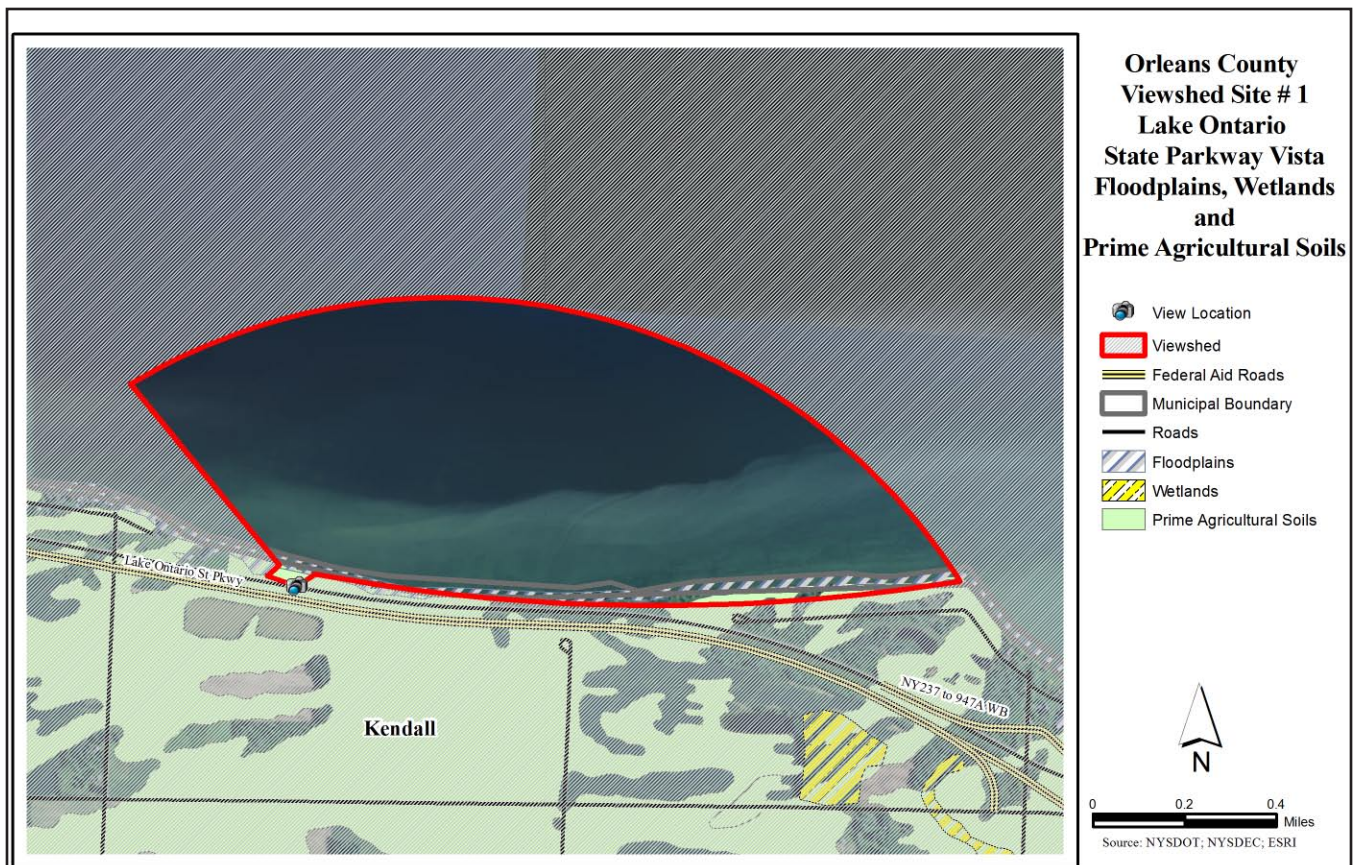 Orleans County
Viewshed Site # 1
Lake Ontario
State Parkway Vista
Floodplains, Wetlands
and
Prime Agricultural Soils
View Location
Viewshed
Federal Aid Roads
Municipal Boundary
Roads
Floodplains
Wetlands
Prime Agricultural Soils
Lake Ontario St Pkwy
NY237 to 947A WB
Kendall
N
0 0.2 0.4
Miles
Source: NYSDOT; NYSDEC; ESRI